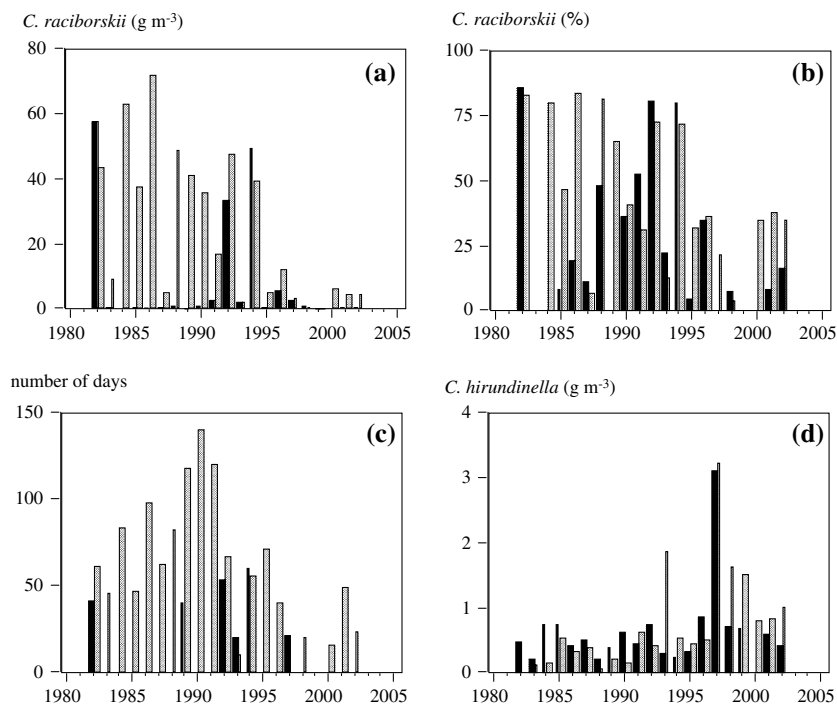 C. raciborskii (g m-3)
80
60
40
20
0
(a)
1980 1985 1990 1995 2000 2005
C. raciborskii (%)
100
75
50
25
0
(b)
1980 1985 1990 1995 2000 2005
number of days
150
100
50
0
(c)
1980 1985 1990 1995 2000 2005
C. hirundinella (g m-3)
4
3
2
1
0
(d)
1980 1985 1990 1995 2000 2005